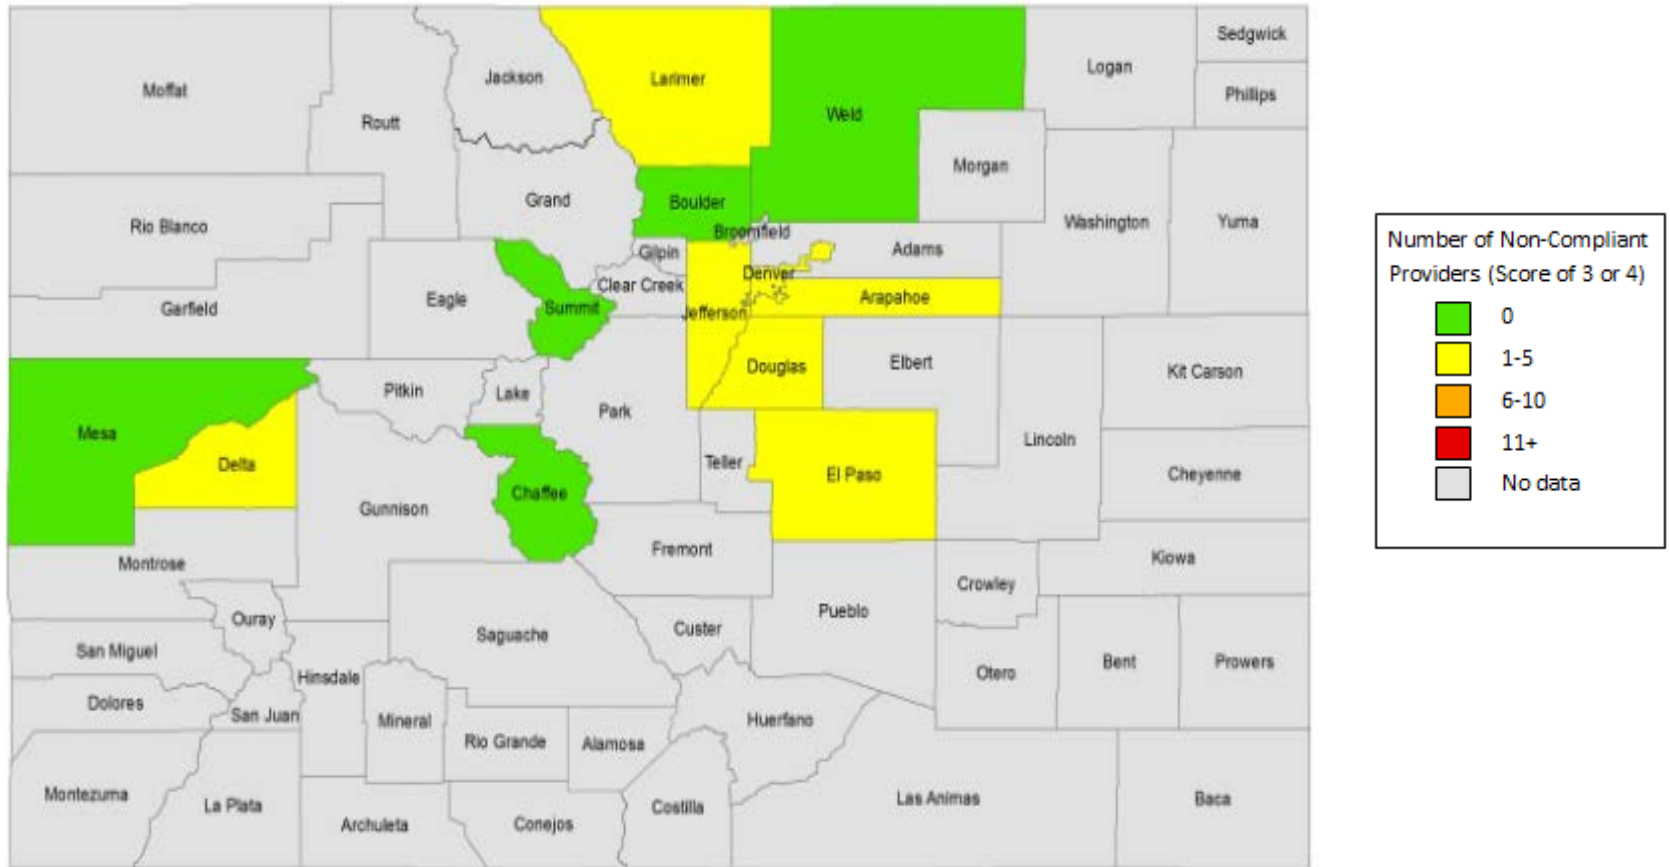 Sedgwick
Logan
Jackson
Larimer
Moffat
Phillips
Weld
Routt
Morgan
Grand
Boulder
Washington
Yuma
Rio Blanco
Broomfield
Gilpin
Adams
Denver
Clear Creek
Eagle
Arapahoe
Garfield
Summit
Jefferson
Elbert
Douglas
Kit Carson
Pitkin
Lake
Park
Mesa
Lincoln
Delta
Teller
El Paso
Cheyenne
Chaffee
Gunnison
Fremont
Montrose
Kiowa
Crowley
Pueblo
Ouray
Custer
Saguache
San Miguel
Bent
Prowers
Otero
Hinsdale
Dolores
San Juan
Mineral
Huerfano
Rio Grande
Alamosa
Montezuma
La Plata
Costilla
Las Animas
Baca
Archuleta
Conejos
Number of Non-Compliant
Providers (Score of 3 or 4)
0
1-5
6-10
11+
No data